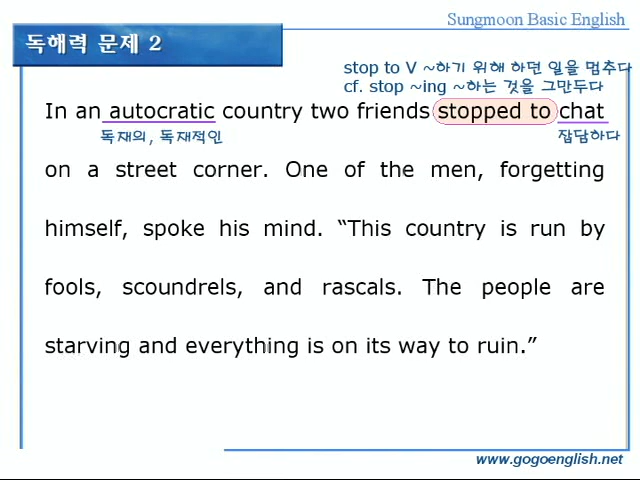 Sungmoon Basic English
독해력 문제 2
stop to V ~하기 위해 하던 일을 멈추다
cf. stop ~ing ~하는 것을 그만두다
In an autocratic country two friends stopped to chat
독재의, 독재적인
잡담하다
on a street corner. One of the men, forgetting
himself, spoke his mind. “This country is run by
fools, scoundrels, and rascals. The people are
starving and everything is on its way to ruin.”
www.gogoenglish.net